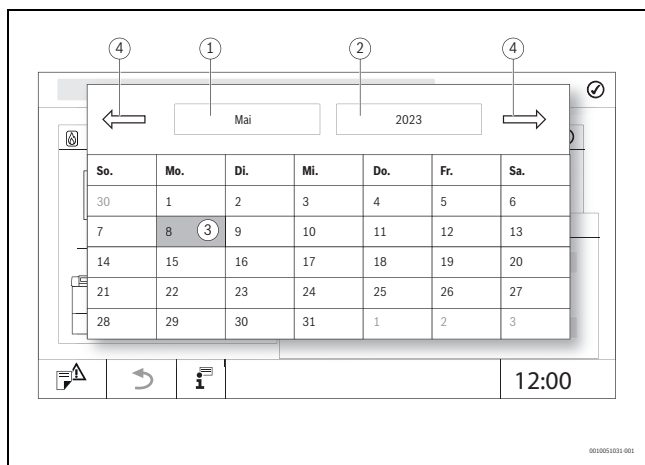 4 1 2 4
Mai 2023
So. Mo. Di. Mi. Do. Fr. Sa.
30 1 2 3 4 5 6
7 8 3 9 10 11 12 13
14 15 16 17 18 19 20
21 22 23 24 25 26 27
28 29 30 31 1 2 3
i 12:00
0010051031-001